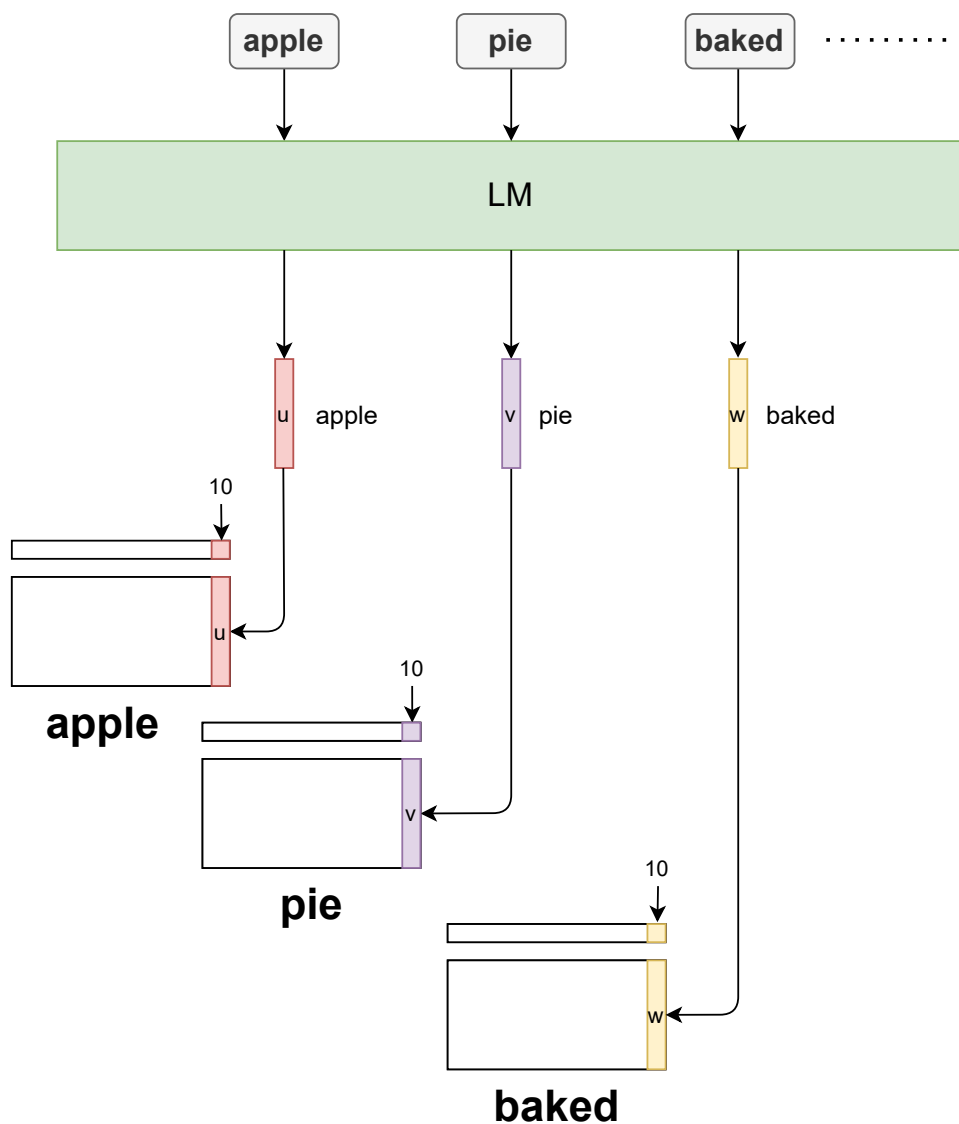 apple pie baked .........
LM
u apple v pie w baked
10
u
apple
10
v
pie
10
w
baked